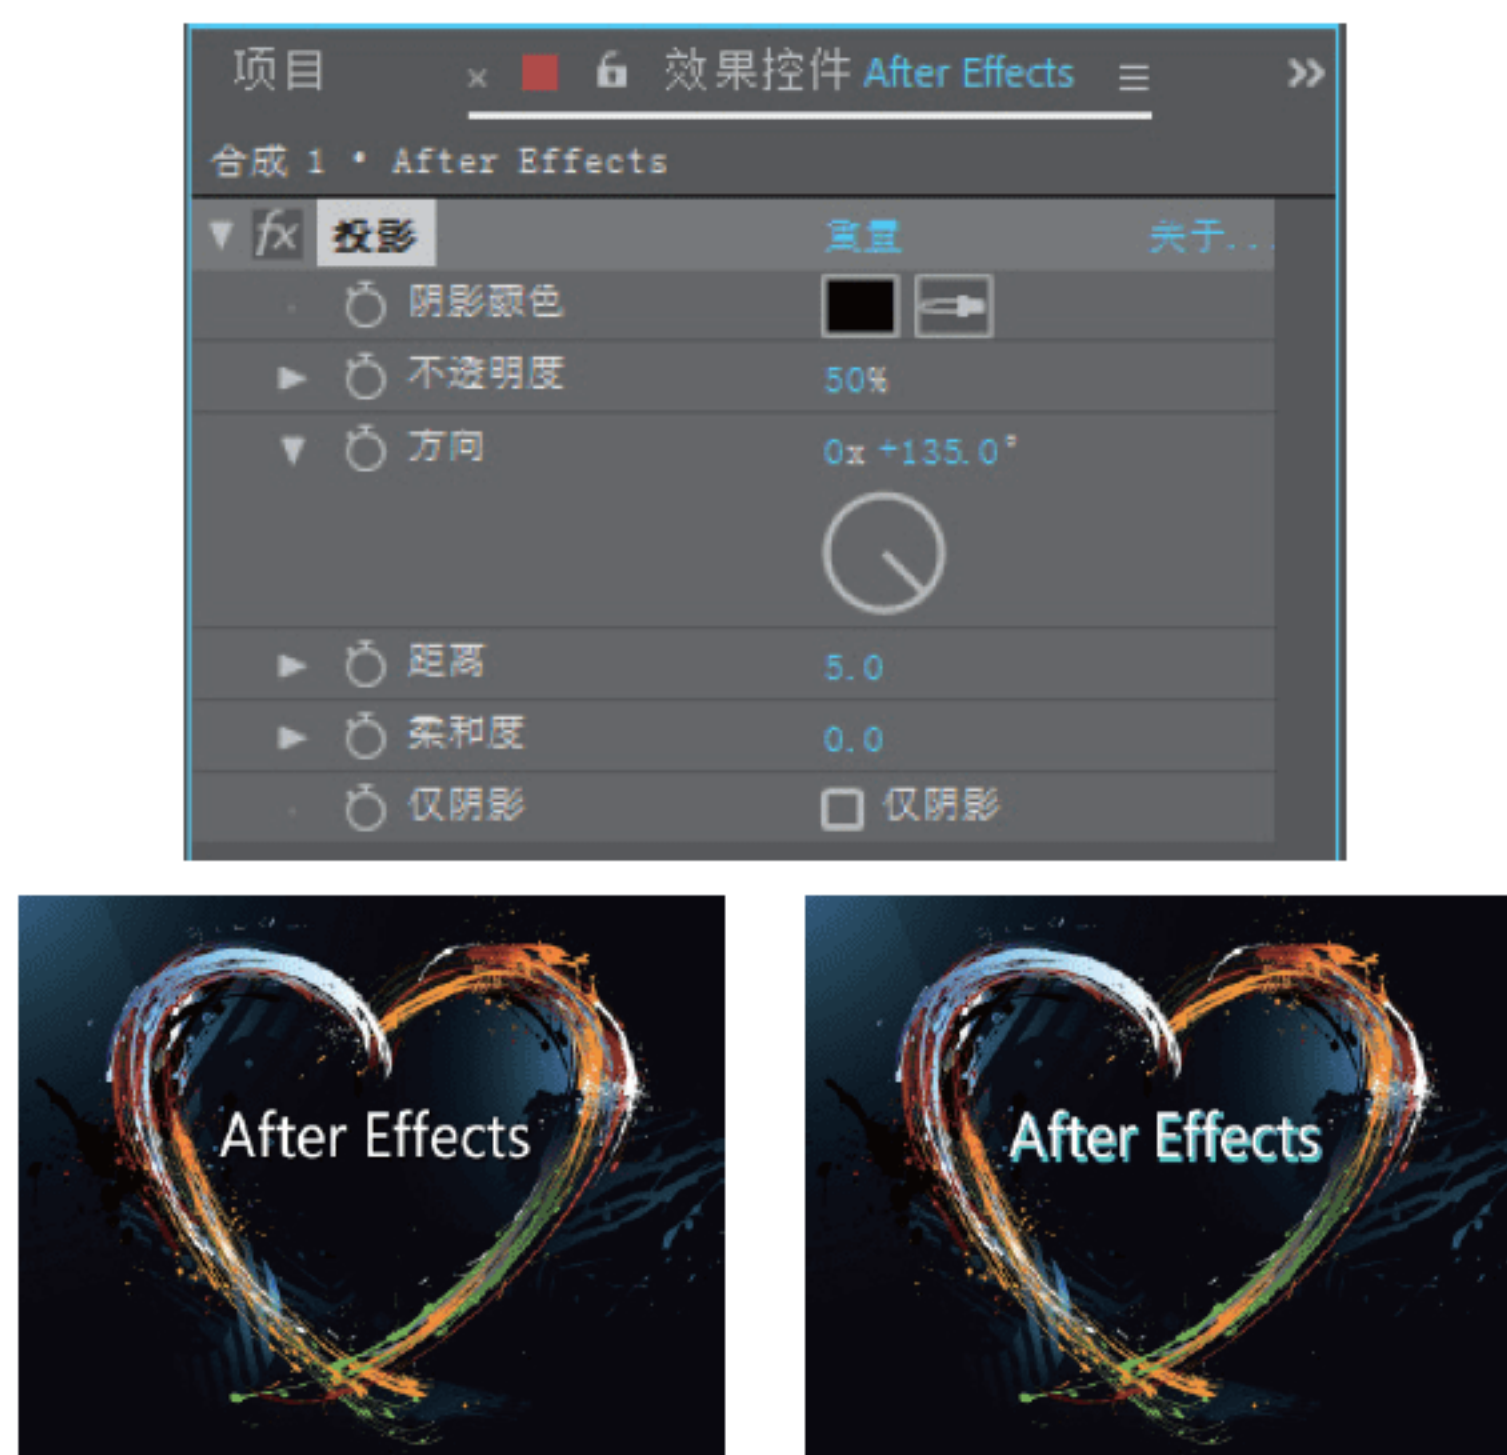 项目 × 效果控件 After Effects ≡ »
合成 1 • After Effects
fx 投影 重置 关于...
阴影颜色
不透明度 50%
方向 0x +135.0°
距离 5.0
柔和度 0.0
仅阴影 仅阴影
After Effects
After Effects